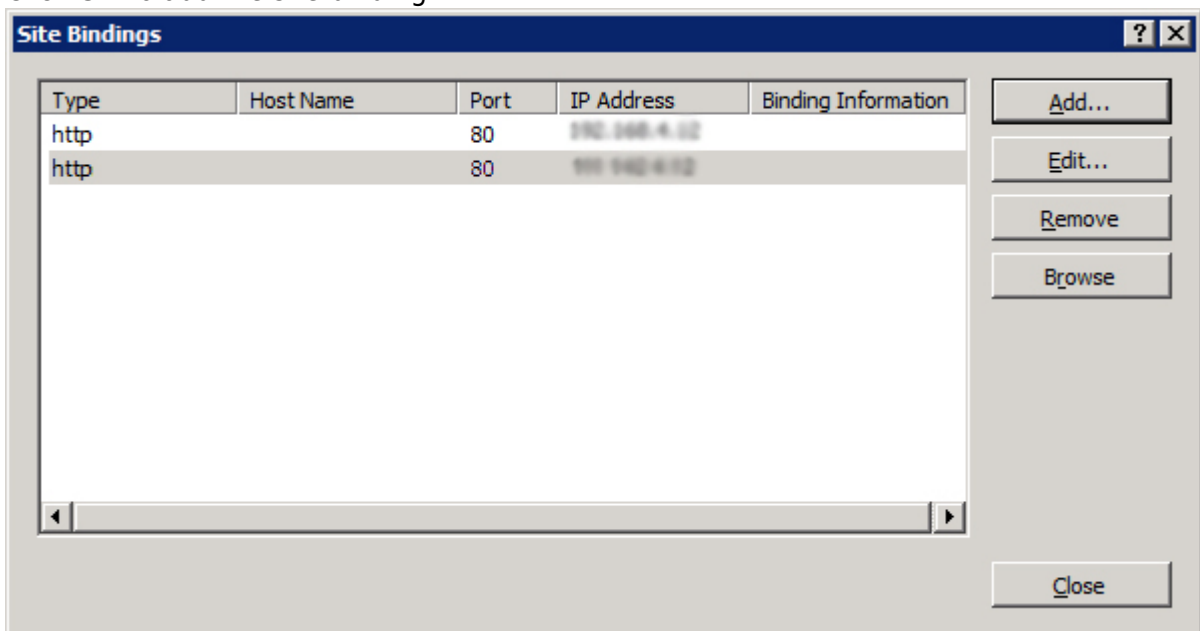 Site Bindings
Type Host Name Port IP Address Binding Information
http 80
http 80
Add...
Edit...
Remove
Browse
Close